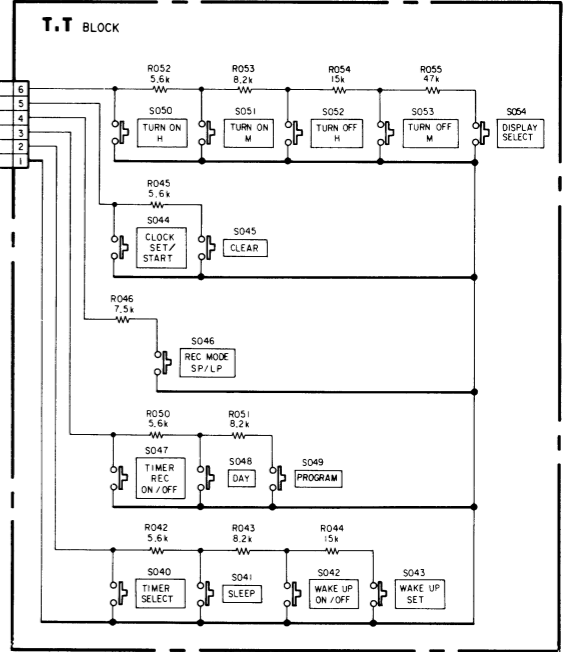 T.T BLOCK
R052 R053 R054 R055
5.6k 8.2k 15k 47k
6
5
4
3
2
1
S050 S051 S052 S053 S054
TURN ON H
TURN ON M
TURN OFF H
TURN OFF M
DISPLAY SELECT
R045
5.6k
S044
CLOCK SET/ START
S045
CLEAR
R046
7.5k
S046
REC MODE SP/LP
R050 R051
5.6k 8.2k
S047
TIMER REC ON/OFF
S048
DAY
S049
PROGRAM
R042 R043 R044
5.6k 8.2k 15k
S040
TIMER SELECT
S041
SLEEP
S042
WAKE UP ON/OFF
S043
WAKE UP SET